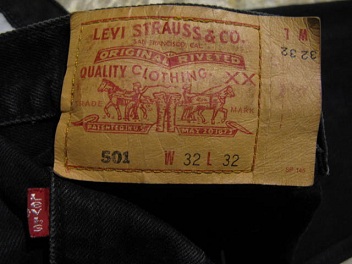 LEVI STRAUSS & CO.
SAN FRANCISCO, CAL.
ORIGINAL RIVETED
QUALITY CLOTHING
XX
TRADE MARK
PATENTED IN U.S. MAY 20 1873
501 W 32 L 32
W L
32 32
LEVI'S